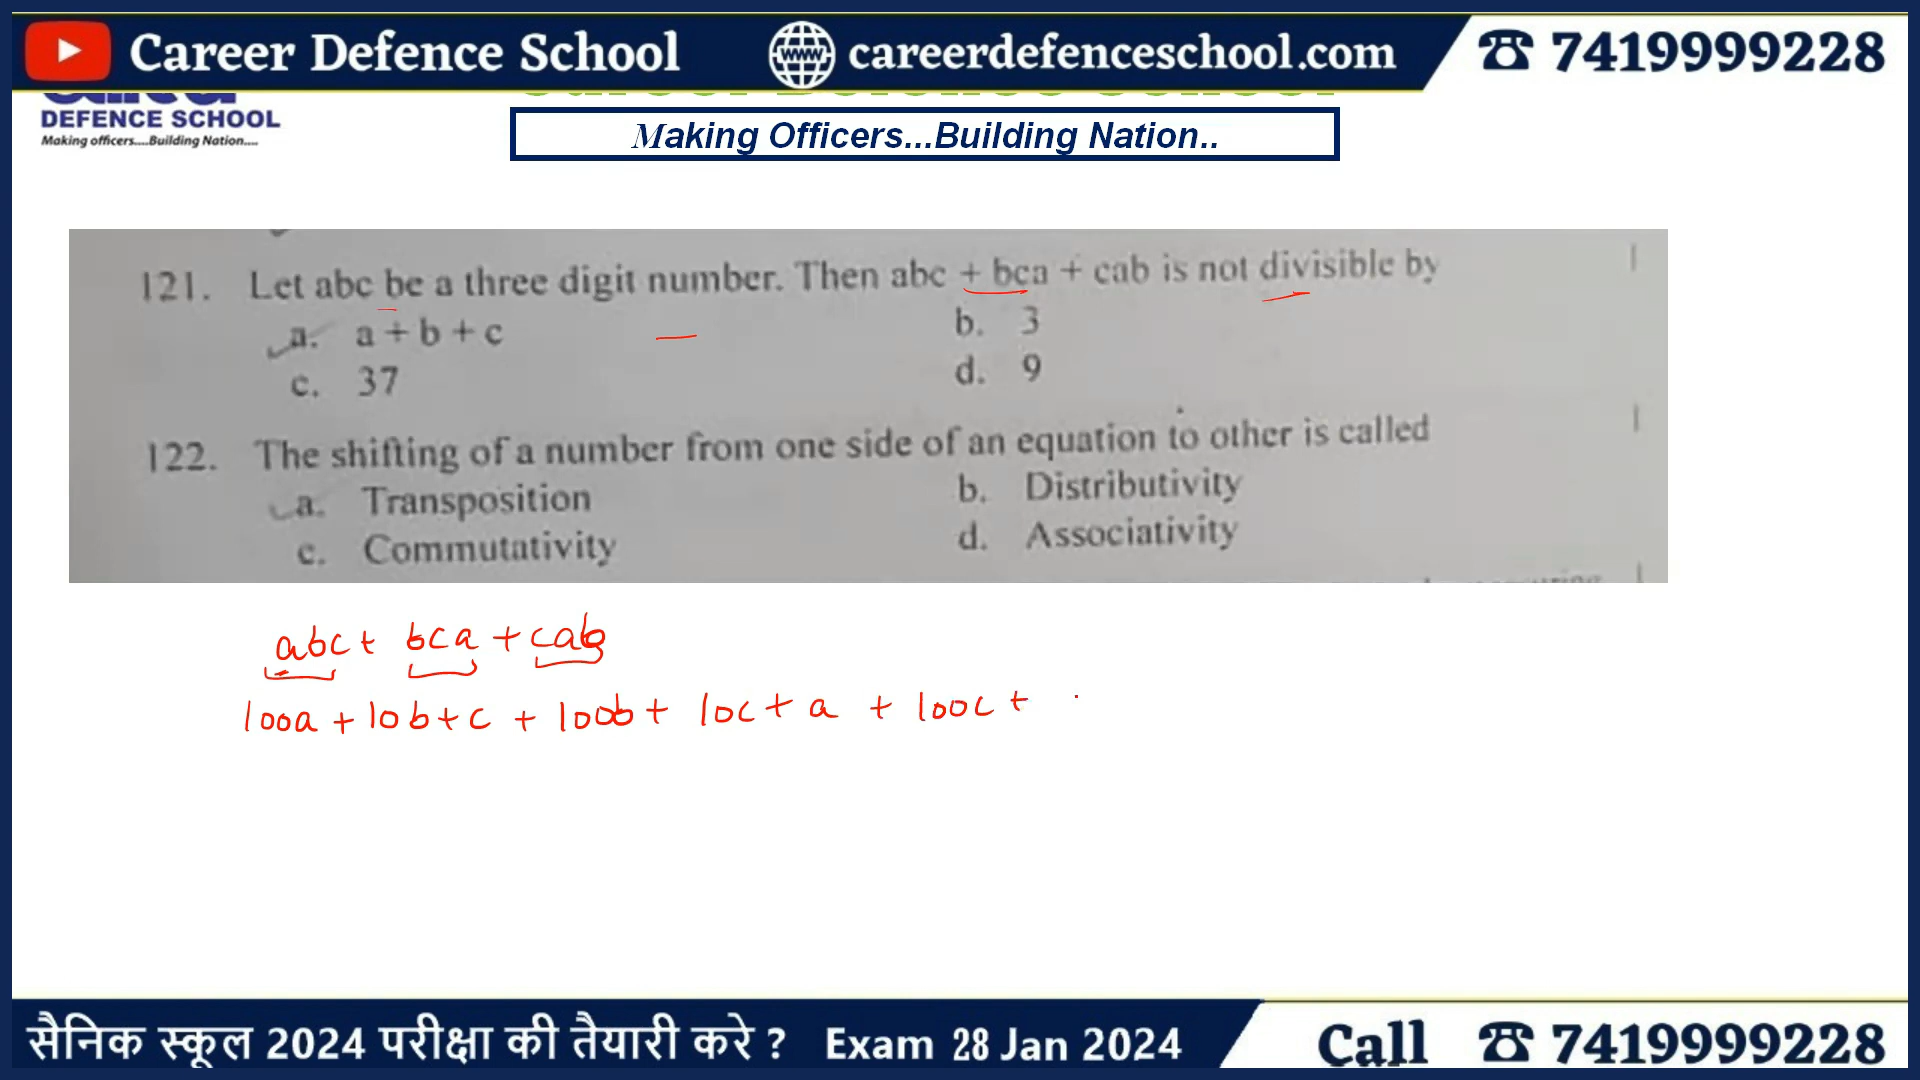 Career Defence School
careerdefenceschool.com
7419999228
DEFENCE SCHOOL
Making officers....Building Nation....
Making Officers...Building Nation..
121. Let abc be a three digit number. Then abc + bca + cab is not divisible by
a. a + b + c
b. 3
c. 37
d. 9
122. The shifting of a number from one side of an equation to other is called
a. Transposition
b. Distributivity
c. Commutativity
d. Associativity
abc + bca + cab
100a + 10b + c + 100b + 10c + a + 100c +
सैनिक स्कूल 2024 परीक्षा की तैयारी करे ? Exam 28 Jan 2024
Call 7419999228